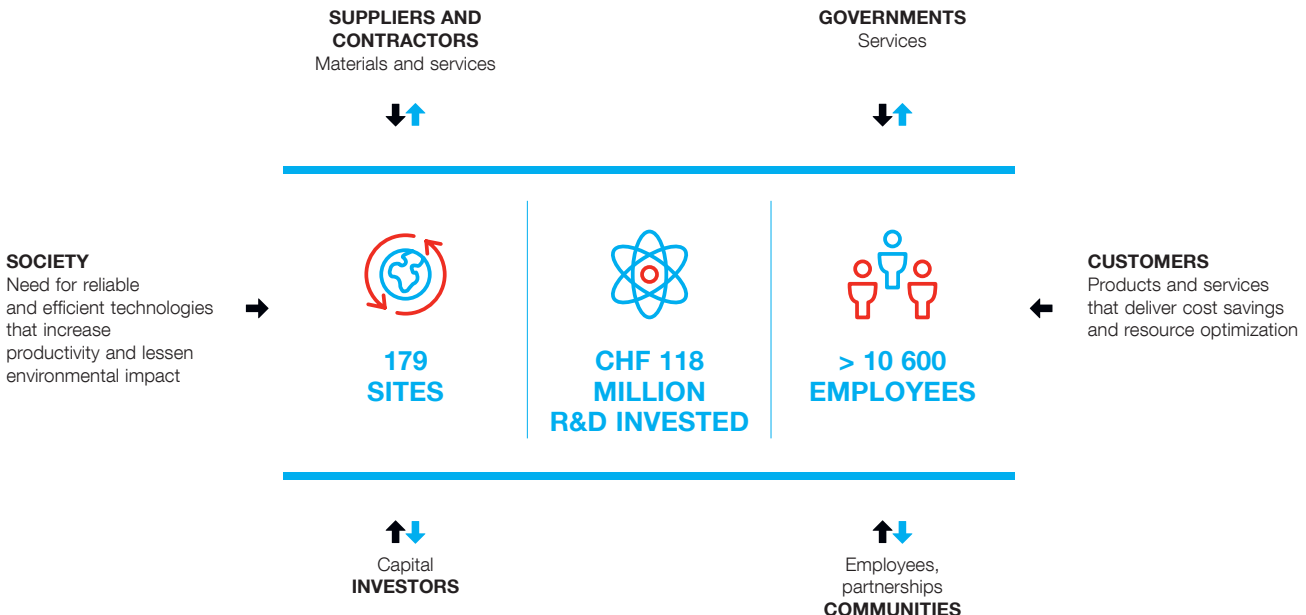 SUPPLIERS AND
CONTRACTORS
Materials and services
GOVERNMENTS
Services
SOCIETY
Need for reliable
and efficient technologies
that increase
productivity and lessen
environmental impact
179
SITES
CHF 118
MILLION
R&D INVESTED
> 10 600
EMPLOYEES
CUSTOMERS
Products and services
that deliver cost savings
and resource optimization
Capital
INVESTORS
Employees,
partnerships
COMMUNITIES